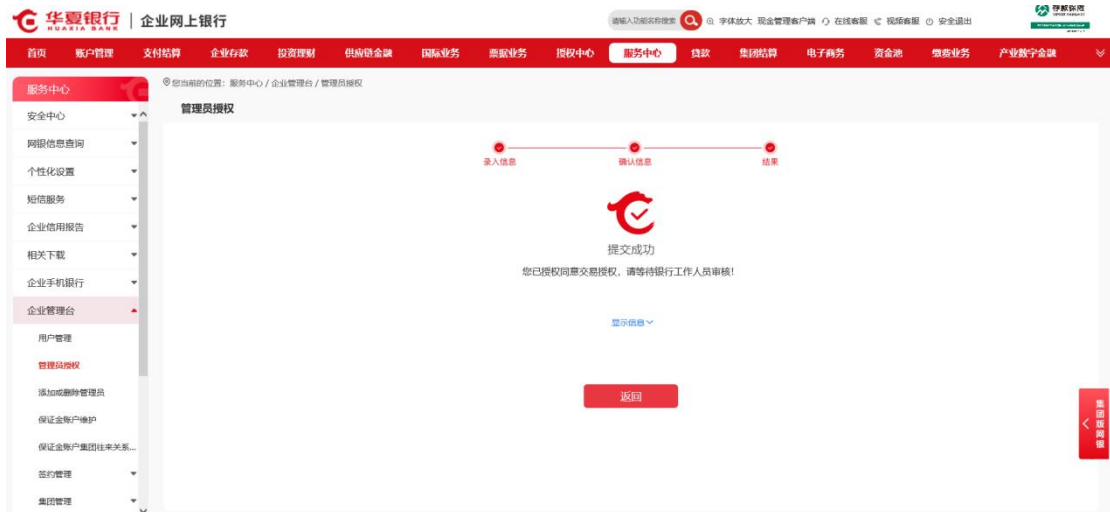 华夏银行 企业网上银行
HUAXIA BANK
请输入功能名称搜索 字体放大 现金管理客户端 在线客服 视频客服 安全退出
存款保险
首页 账户管理 支付结算 企业存款 投资理财 供应链金融 国际业务 票据业务 授权中心 服务中心 贷款 集团结算 电子商务 资金池 缴费业务 产业数字金融
服务中心
您当前的位置:服务中心 / 企业管理台 / 管理员授权
管理员授权
安全中心
网银信息查询
个性化设置
短信服务
企业信用报告
相关下载
企业手机银行
企业管理台
用户管理
管理员授权
添加或删除管理员
保证金账户维护
保证金账户集团往来关系...
签约管理
集团管理
录入信息 确认信息 结果
提交成功
您已授权同意交易授权,请等待银行工作人员审核!
显示信息
返回
集团版网银